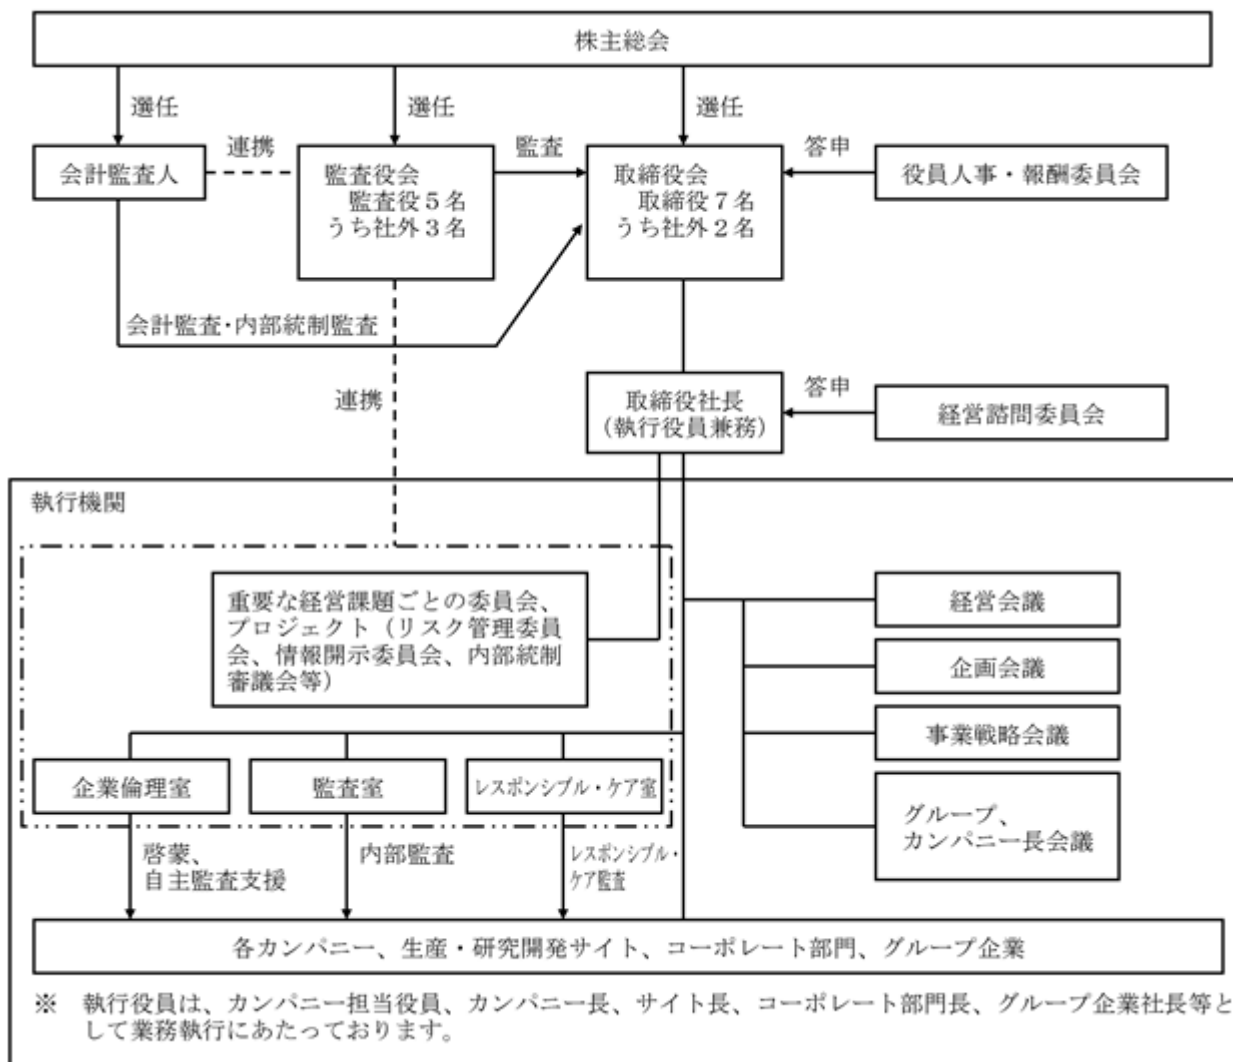 株主総会
選任
選任
選任
会計監査人
連携
監査役会
監査役5名
うち社外3名
監査
取締役会
取締役7名
うち社外2名
答申
役員人事・報酬委員会
会計監査・内部統制監査
連携
取締役社長
(執行役員兼務)
答申
経営諮問委員会
執行機関
重要な経営課題ごとの委員会、
プロジェクト(リスク管理委員
会、情報開示委員会、内部統制
審議会等)
経営会議
企画会議
事業戦略会議
グループ、
カンパニー長会議
企業倫理室
監査室
レスポンシブル・ケア室
啓蒙、
自主監査支援
内部監査
レスポンシブル・
ケア監査
各カンパニー、生産・研究開発サイト、コーポレート部門、グループ企業
※ 執行役員は、カンパニー担当役員、カンパニー長、サイト長、コーポレート部門長、グループ企業社長等と
して業務執行にあたっております。